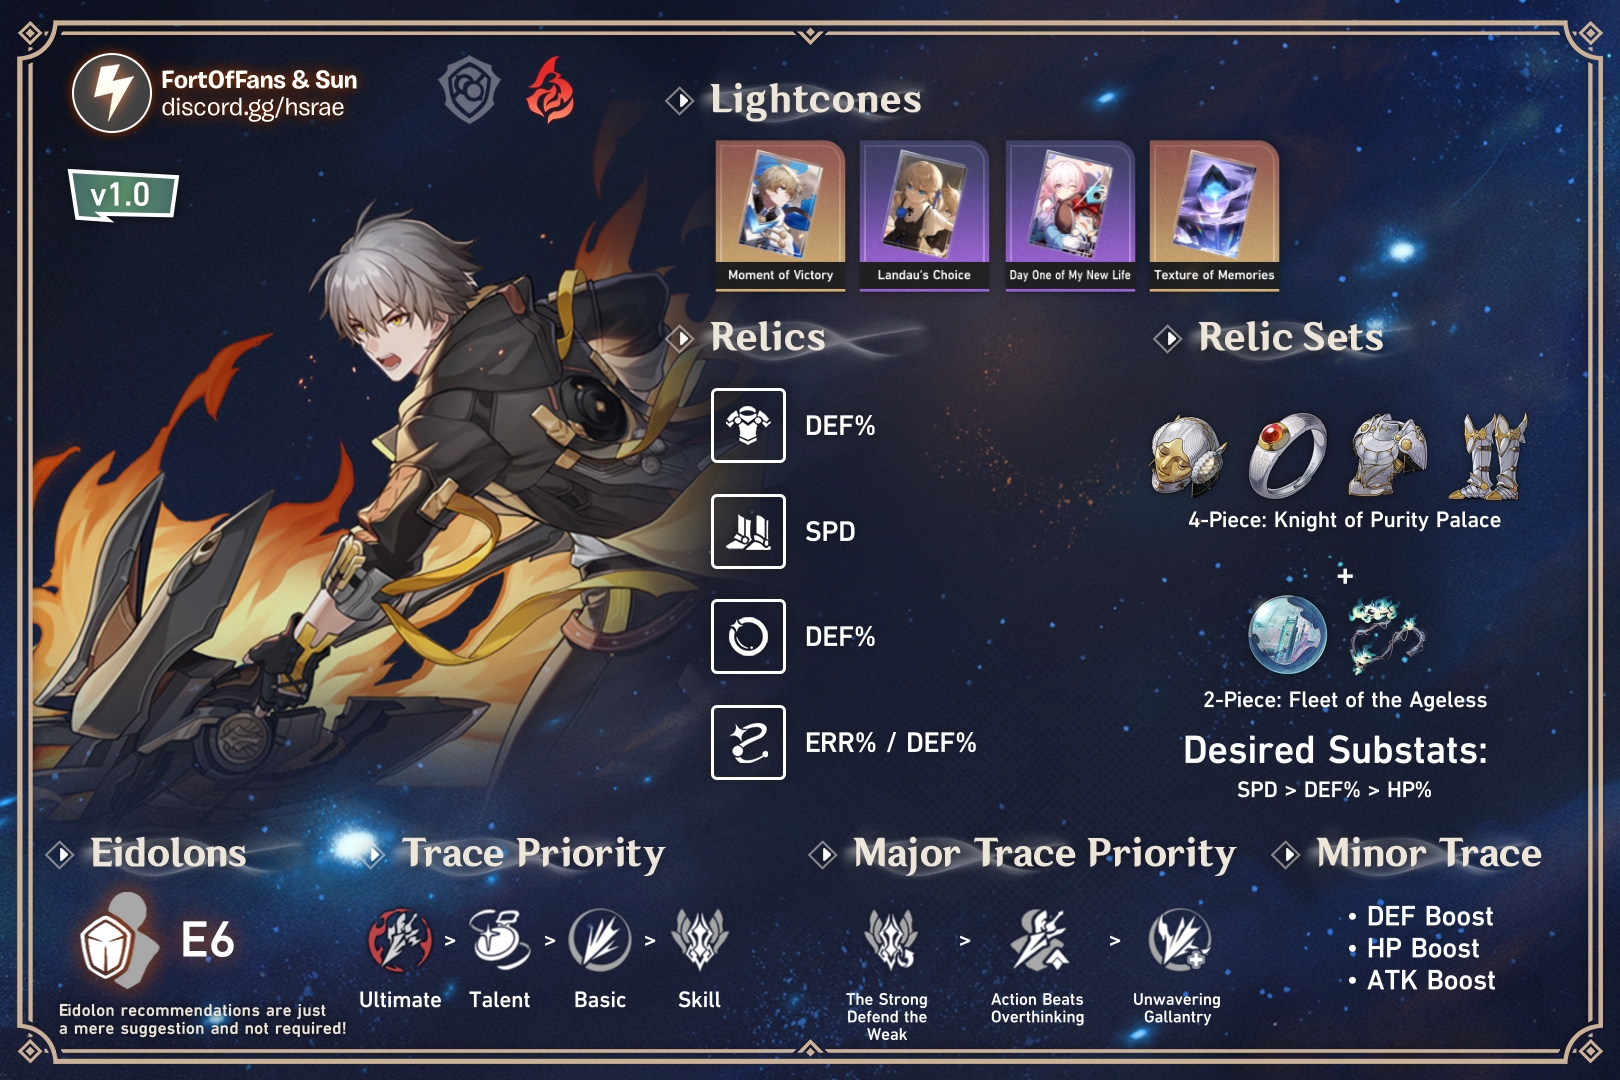 FortOfFans & Sun
discord.gg/hsrae
v1.0
Lightcones
Moment of Victory
Landau's Choice
Day One of My New Life
Texture of Memories
Relics
DEF%
SPD
DEF%
ERR% / DEF%
Relic Sets
4-Piece: Knight of Purity Palace
+
2-Piece: Fleet of the Ageless
Desired Substats:
SPD > DEF% > HP%
Eidolons
E6
Eidolon recommendations are just
a mere suggestion and not required!
Trace Priority
> > >
Ultimate Talent Basic Skill
Major Trace Priority
> >
The Strong
Defend the
Weak
Action Beats
Overthinking
Unwavering
Gallantry
Minor Trace
• DEF Boost
• HP Boost
• ATK Boost